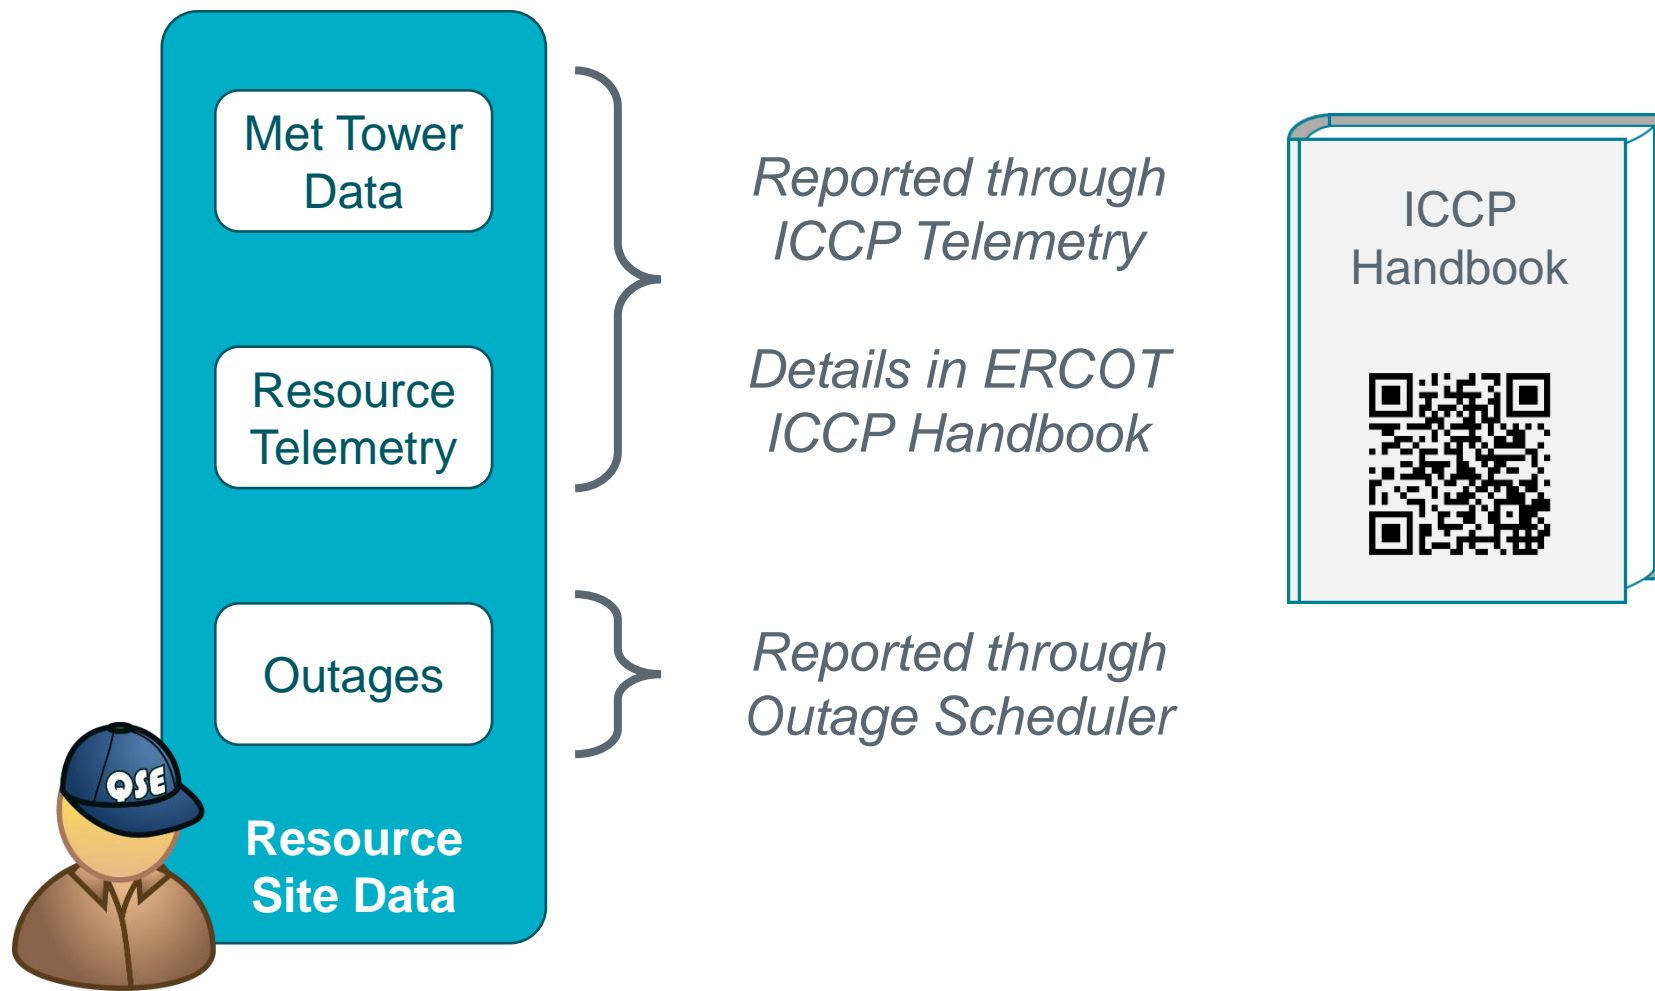 Met Tower
Data
Resource
Telemetry
Outages
QSE
Resource
Site Data
Reported through
ICCP Telemetry
Details in ERCOT
ICCP Handbook
Reported through
Outage Scheduler
ICCP
Handbook